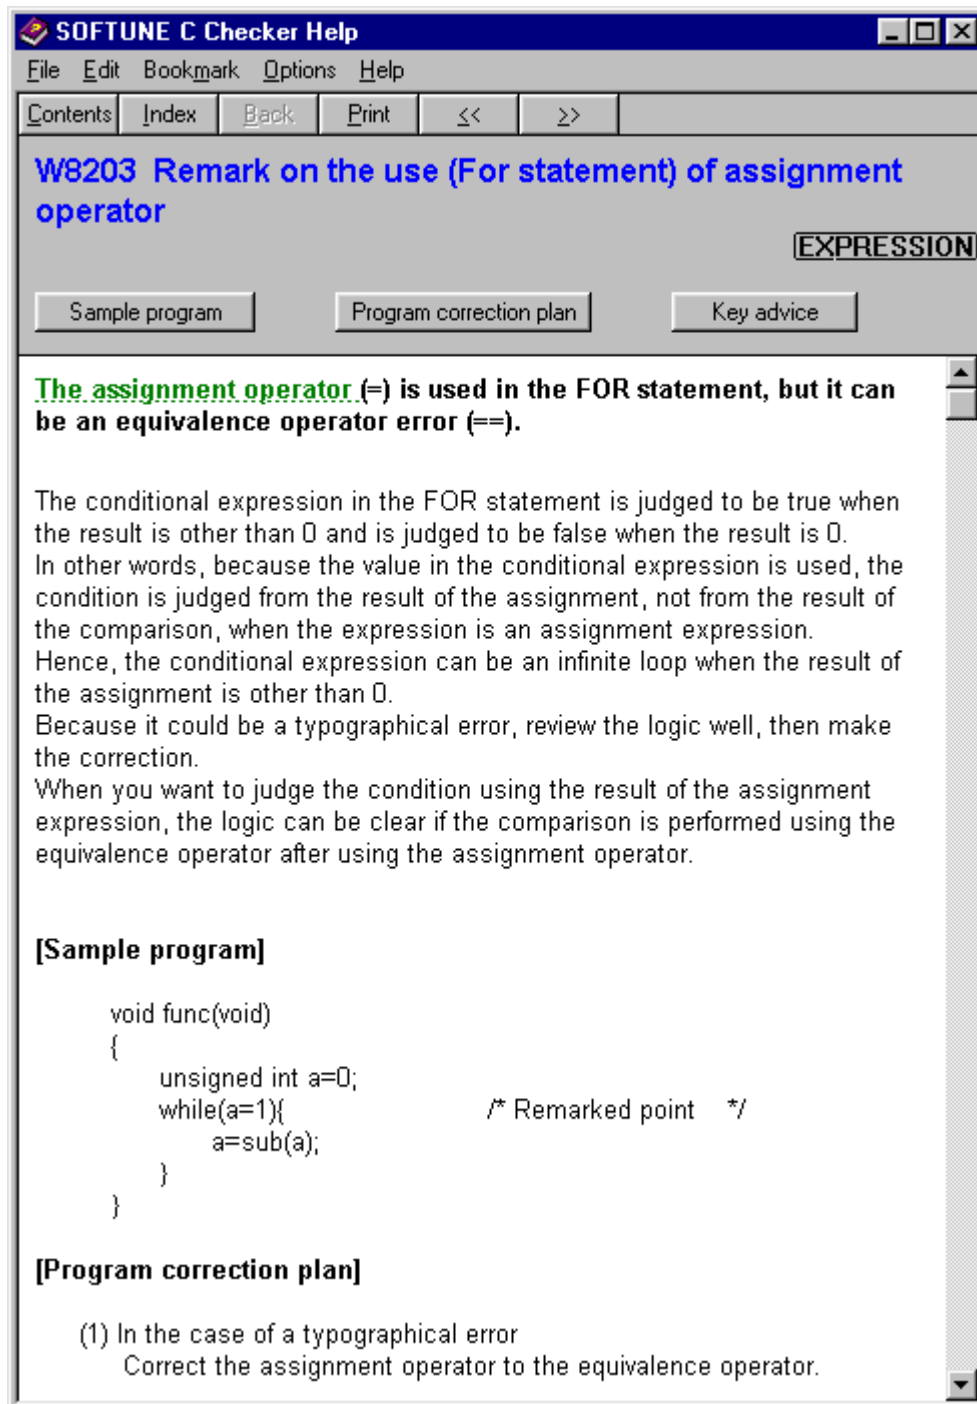 SOFTUNE C Checker Help
File Edit Bookmark Options Help
Contents Index Back Print << >>
W8203 Remark on the use (For statement) of assignment
operator
EXPRESSION
Sample program Program correction plan Key advice
The assignment operator (=) is used in the FOR statement, but it can
be an equivalence operator error (==).
The conditional expression in the FOR statement is judged to be true when
the result is other than 0 and is judged to be false when the result is 0.
In other words, because the value in the conditional expression is used, the
condition is judged from the result of the assignment, not from the result of
the comparison, when the expression is an assignment expression.
Hence, the conditional expression can be an infinite loop when the result of
the assignment is other than 0.
Because it could be a typographical error, review the logic well, then make
the correction.
When you want to judge the condition using the result of the assignment
expression, the logic can be clear if the comparison is performed using the
equivalence operator after using the assignment operator.
[Sample program]
void func(void)
{
unsigned int a=0;
while(a=1){ /* Remarked point */
a=sub(a);
}
}
[Program correction plan]
(1) In the case of a typographical error
Correct the assignment operator to the equivalence operator.